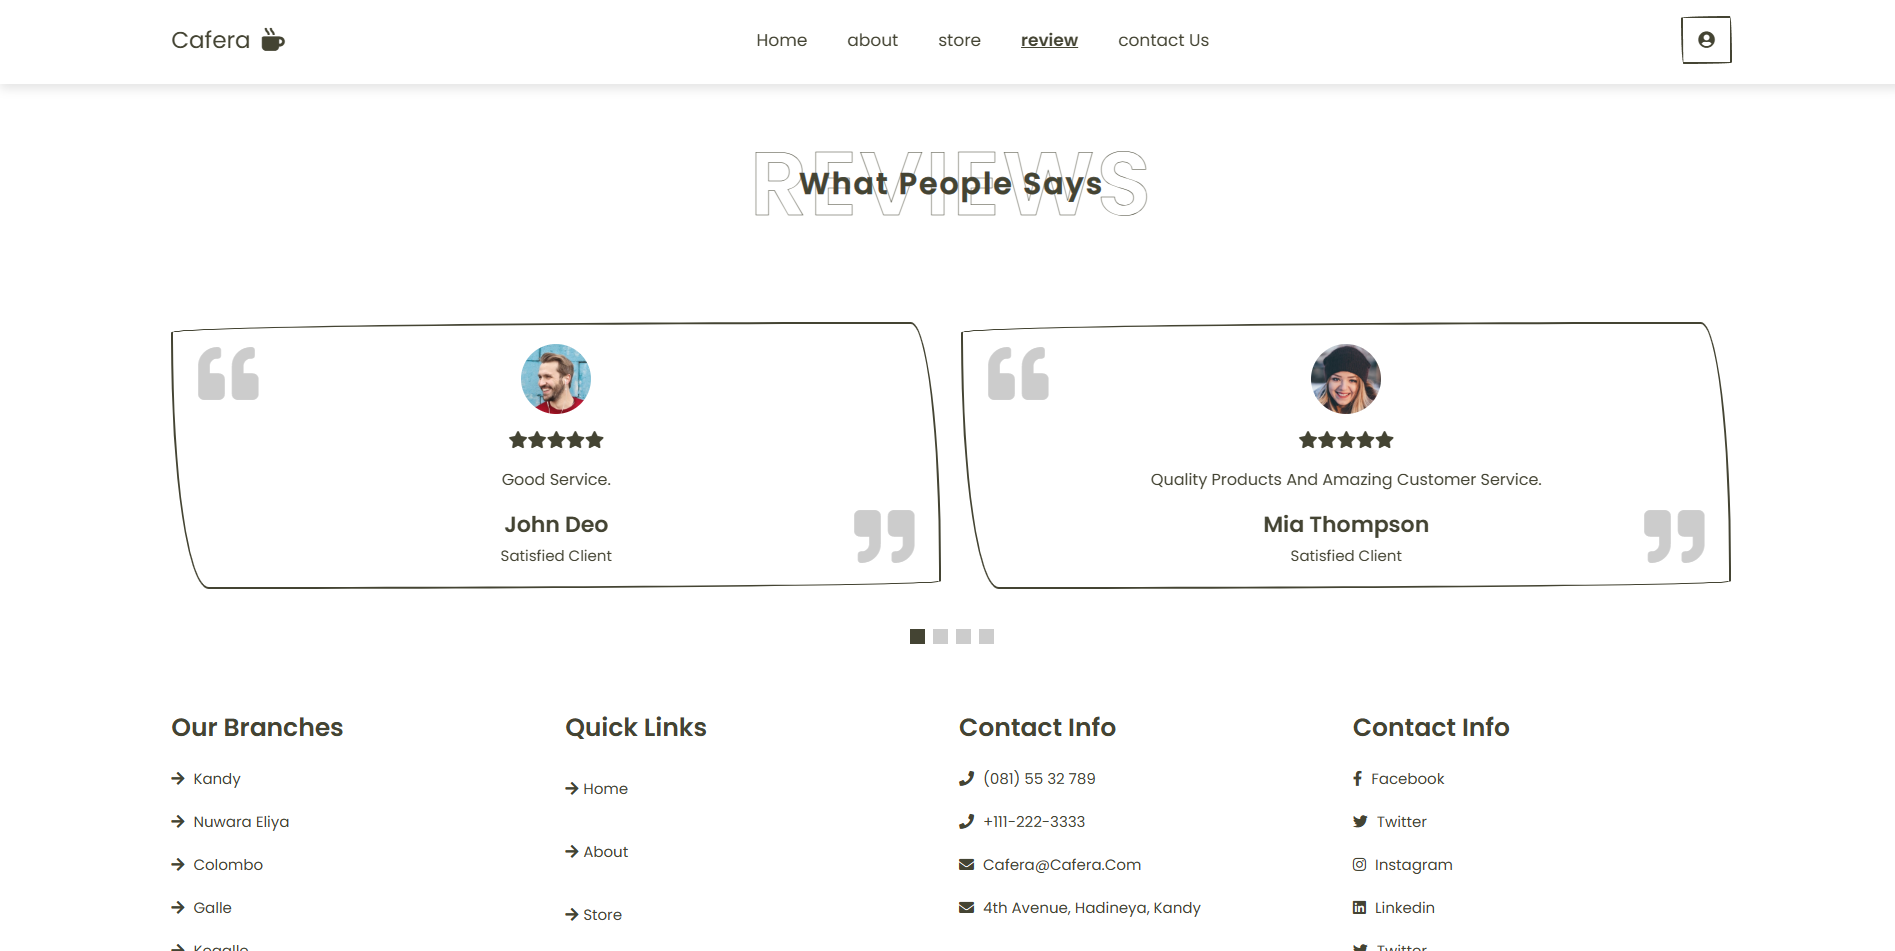 Cafera
Home about store review contact Us
REVIEWS
What People Says
Good Service.
John Deo
Satisfied Client
Quality Products And Amazing Customer Service.
Mia Thompson
Satisfied Client
Our Branches
Kandy
Nuwara Eliya
Colombo
Galle
Kegalle
Quick Links
Home
About
Store
Contact Info
(081) 55 32 789
+111-222-3333
Cafera@Cafera.Com
4th Avenue, Hadineya, Kandy
Contact Info
Facebook
Twitter
Instagram
Linkedin
Twitter